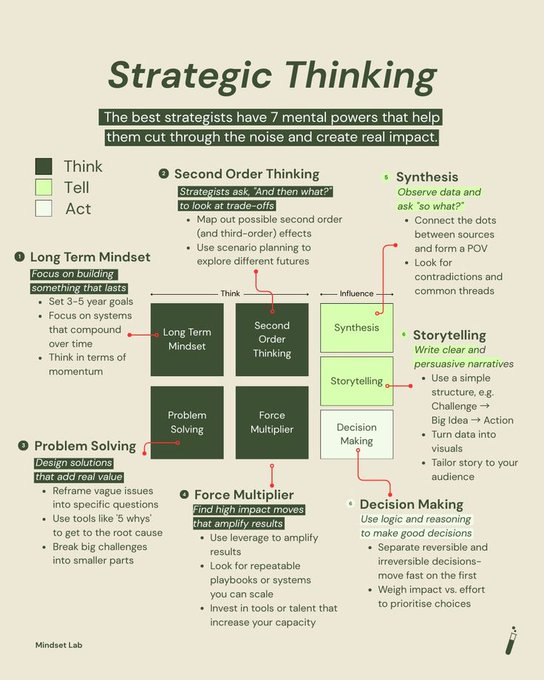 Strategic Thinking
The best strategists have 7 mental powers that help
them cut through the noise and create real impact.
Think
Tell
Act
1 Long Term Mindset
Focus on building
something that lasts
• Set 3-5 year goals
• Focus on systems
that compound
over time
• Think in terms of
momentum
2 Second Order Thinking
Strategists ask, "And then what?"
to look at trade-offs
• Map out possible second order
(and third-order) effects
• Use scenario planning to
explore different futures
5 Synthesis
Observe data and
ask "so what?"
• Connect the dots
between sources
and form a POV
• Look for
contradictions and
common threads
Think
Influence
Long Term
Mindset
Second
Order
Thinking
Synthesis
Storytelling
Problem
Solving
Force
Multiplier
Decision
Making
Storytelling
Write clear and
persuasive narratives
• Use a simple
structure, e.g.
Challenge →
Big Idea → Action
• Turn data into
visuals
• Tailor story to your
audience
3 Problem Solving
Design solutions
that add real value
• Reframe vague issues
into specific questions
• Use tools like '5 whys'
to get to the root cause
• Break big challenges
into smaller parts
4 Force Multiplier
Find high impact moves
that amplify results
• Use leverage to amplify
results
• Look for repeatable
playbooks or systems
you can scale
• Invest in tools or talent that
increase your capacity
Decision Making
Use logic and reasoning
to make good decisions
• Separate reversible and
irreversible decisions–
move fast on the first
• Weigh impact vs. effort
to prioritise choices
Mindset Lab